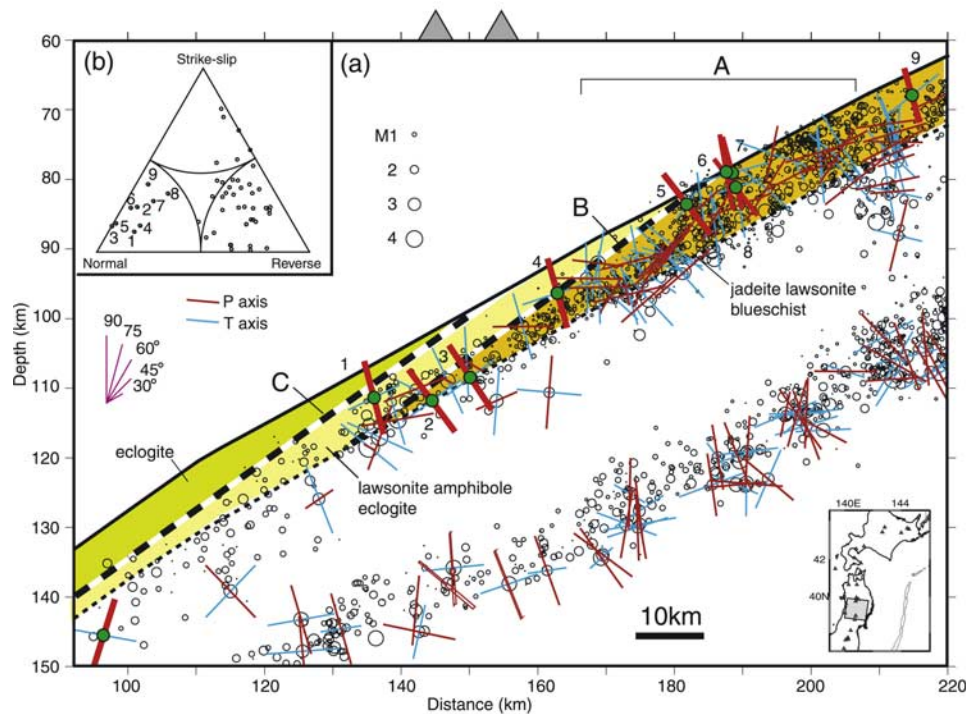 (b)
Strike-slip
9
6
2
7
8
5
4
3
1
Normal
Reverse
(a)
M1
2
3
4
A
B
C
9
7
6
5
8
4
3
1
2
jadeite lawsonite
blueschist
P axis
T axis
90
75
60°
45°
30°
eclogite
lawsonite amphibole
eclogite
10km
140E
144
42
40N
Depth (km)
60
70
80
90
100
110
120
130
140
150
100
120
140
160
180
200
220
Distance (km)